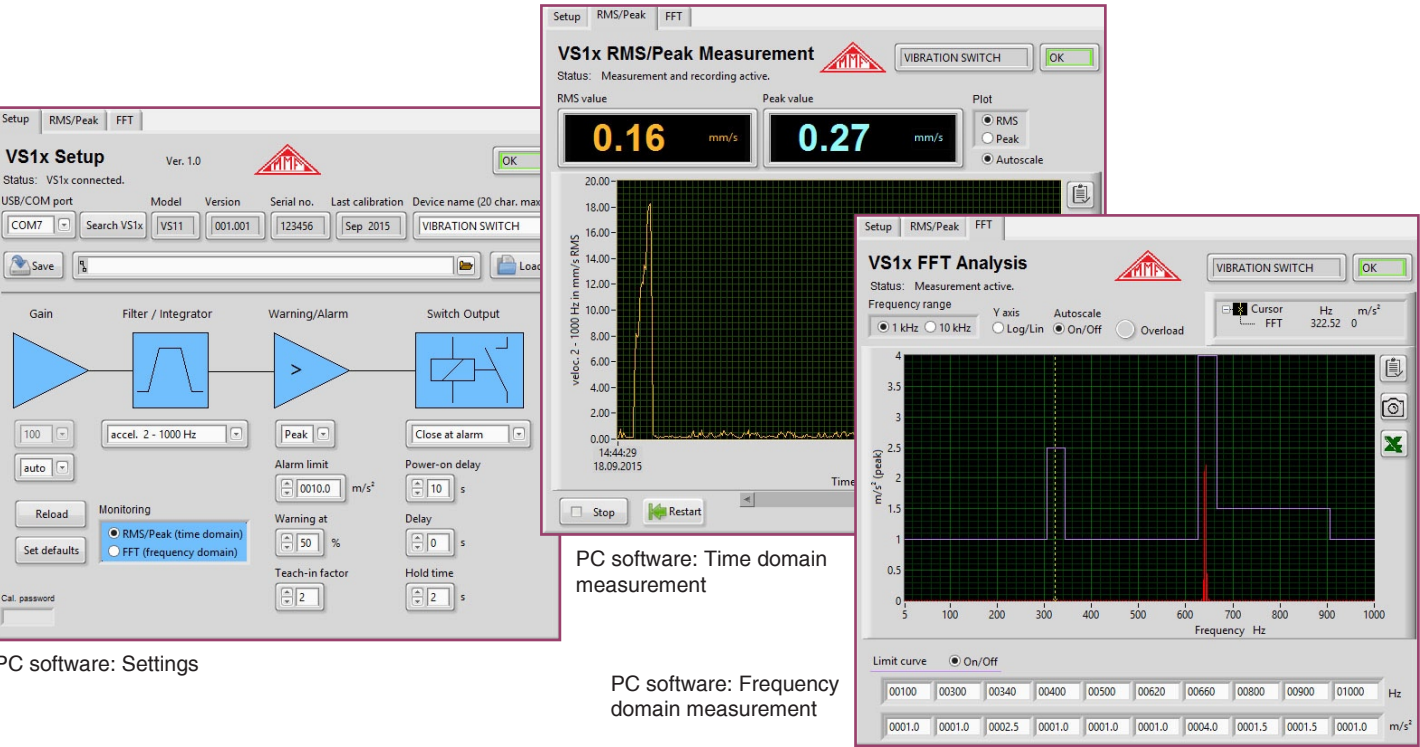 Setup RMS/Peak FFT
VS1x Setup Ver. 1.0 MMF OK
Status: VS1x connected.
USB/COM port Model Version Serial no. Last calibration Device name (20 char. max
COM7 Search VS1x VS11 001.001 123456 Sep 2015 VIBRATION SWITCH
Save Load
Gain Filter / Integrator Warning/Alarm Switch Output
>
100 accel. 2 - 1000 Hz Peak Close at alarm
auto
Alarm limit Power-on delay
0010.0 m/s² 10 s
Reload Monitoring Warning at Delay
RMS/Peak (time domain)
Set defaults FFT (frequency domain) 50 % 0 s
Teach-in factor Hold time
2 2 s
Cal. password
PC software: Settings
Setup RMS/Peak FFT
VS1x RMS/Peak Measurement MMF VIBRATION SWITCH OK
Status: Measurement and recording active.
RMS value Peak value Plot
0.16 mm/s 0.27 mm/s
RMS
Peak
Autoscale
veloc. 2 - 1000 Hz in mm/s RMS
20.00
18.00
16.00
14.00
12.00
10.00
8.00
6.00
4.00
2.00
0.00
14:44:29
18.09.2015
Time
Stop Restart
PC software: Time domain
measurement
Setup RMS/Peak FFT
VS1x FFT Analysis MMF VIBRATION SWITCH OK
Status: Measurement active.
Frequency range Y axis Autoscale
1 kHz 10 kHz Log/Lin On/Off Overload
Cursor Hz m/s²
FFT 322.52 0
m/s² (peak)
4
3.5
3
2.5
2
1.5
1
0.5
0
5 100 200 300 400 500 600 700 800 900 1000
Frequency Hz
Limit curve On/Off
00100 00300 00340 00400 00500 00620 00660 00800 00900 01000 Hz
0001.0 0001.0 0002.5 0001.0 0001.0 0001.0 0004.0 0001.5 0001.5 0001.0 m/s²
PC software: Frequency
domain measurement